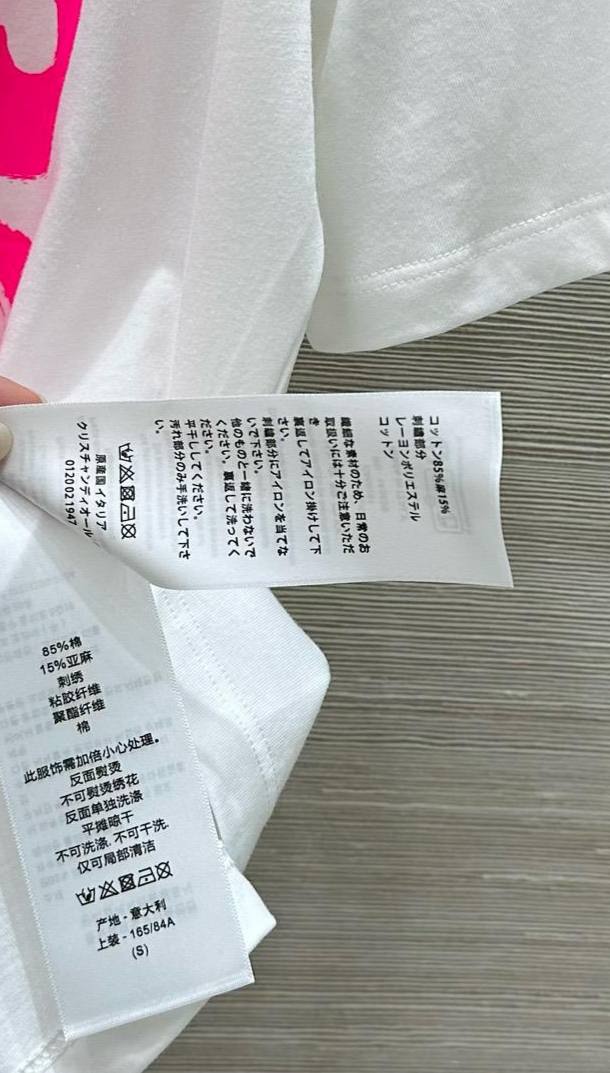 コットン85%麻15%
刺繍部分
レーヨンポリエステル
コットン
繊細な素材のため、日常のお
取扱いには十分ご注意いただ
き
裏返してアイロン掛けして下
さい。
刺繍部分にアイロンを当てな
いで下さい。
他のものと一緒に洗わないで
ください。裏返して洗ってく
ださい。
平干ししてください。
汚れ部分のみ手洗いして下さ
い。
原産国 イタリア
クリスチャンディオール
0120021947
85%棉
15%亚麻
刺绣
粘胶纤维
聚酯纤维
棉
此服饰需加倍小心处理。
反面熨烫
不可熨烫绣花
反面单独洗涤
平摊晾干
不可洗涤. 不可干洗.
仅可局部清洁
产地 - 意大利
上装 - 165/84A
(S)